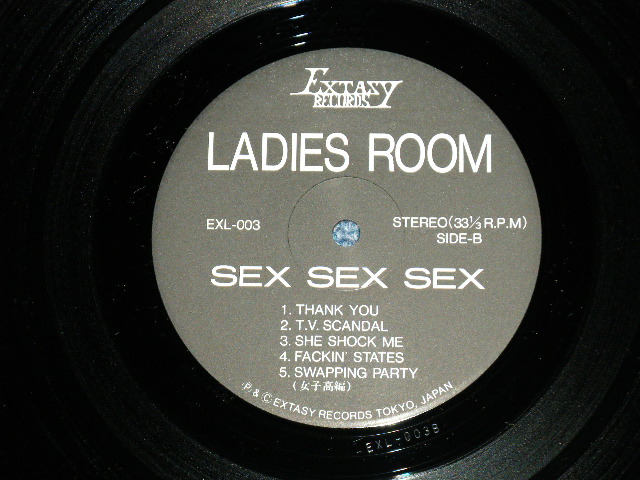 EXTASY
RECORDS
LADIES ROOM
EXL-003
STEREO(33⅓ R.P.M)
SIDE-B
SEX SEX SEX
1. THANK YOU
2. T.V. SCANDAL
3. SHE SHOCK ME
4. FACKIN' STATES
5. SWAPPING PARTY
(女子高編)
P. & © EXTASY RECORDS TOKYO, JAPAN
EXL-003B